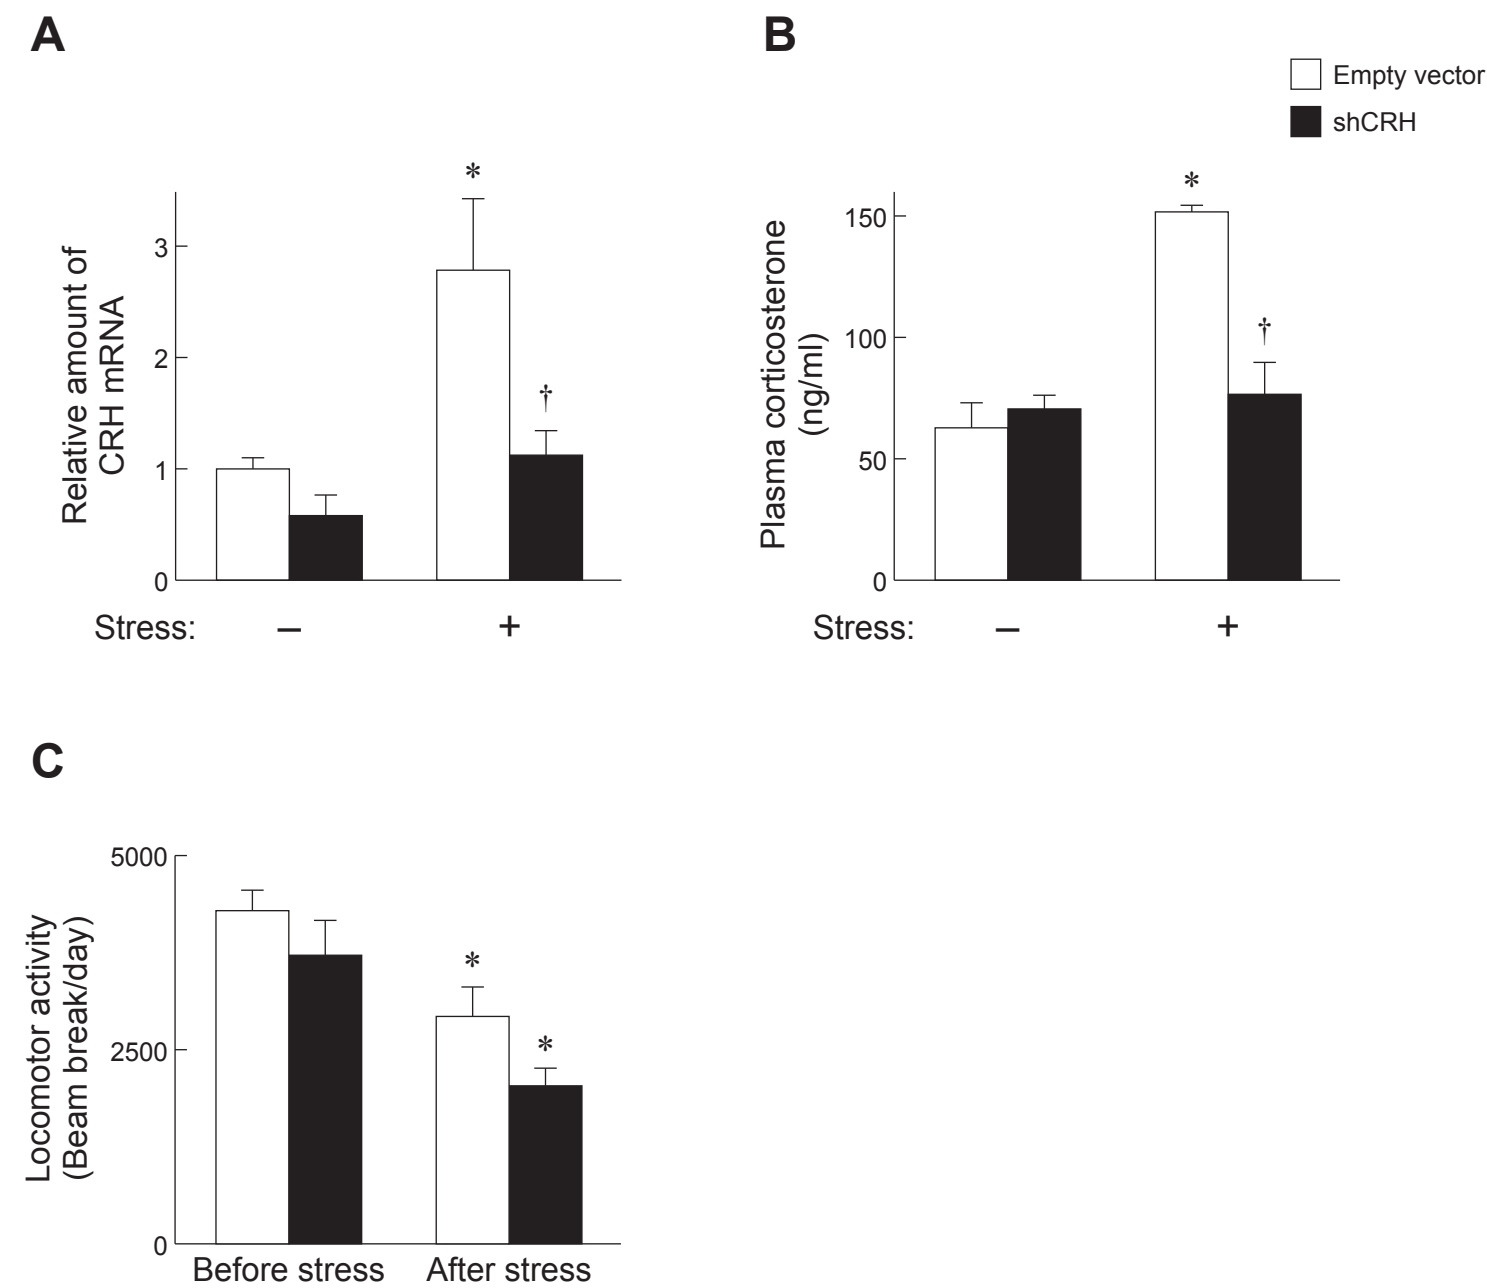 A
B
Empty vector
shCRH
Relative amount of
CRH mRNA
3
2
1
0
*
†
Stress:
–
+
Plasma corticosterone
(ng/ml)
150
100
50
0
*
†
Stress:
–
+
C
Locomotor activity
(Beam break/day)
5000
2500
0
*
*
Before stress
After stress